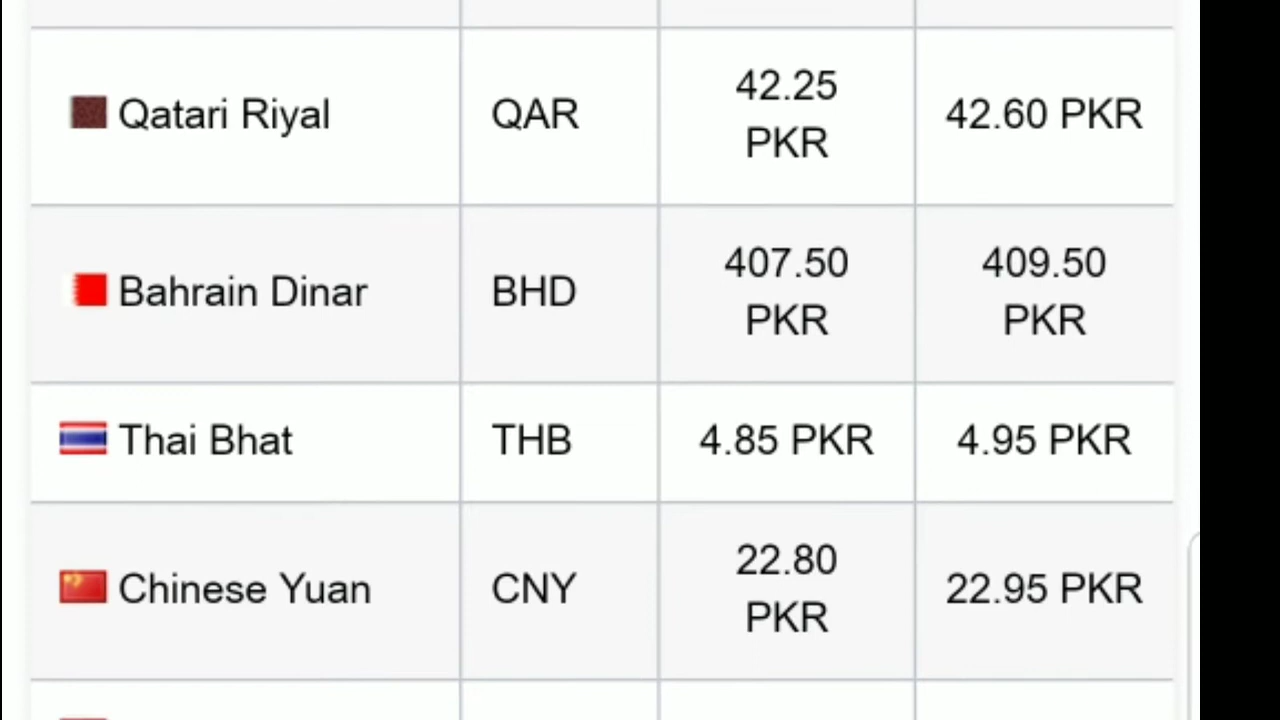 Qatari Riyal QAR 42.25 PKR 42.60 PKR
Bahrain Dinar BHD 407.50 PKR 409.50 PKR
Thai Bhat THB 4.85 PKR 4.95 PKR
Chinese Yuan CNY 22.80 PKR 22.95 PKR